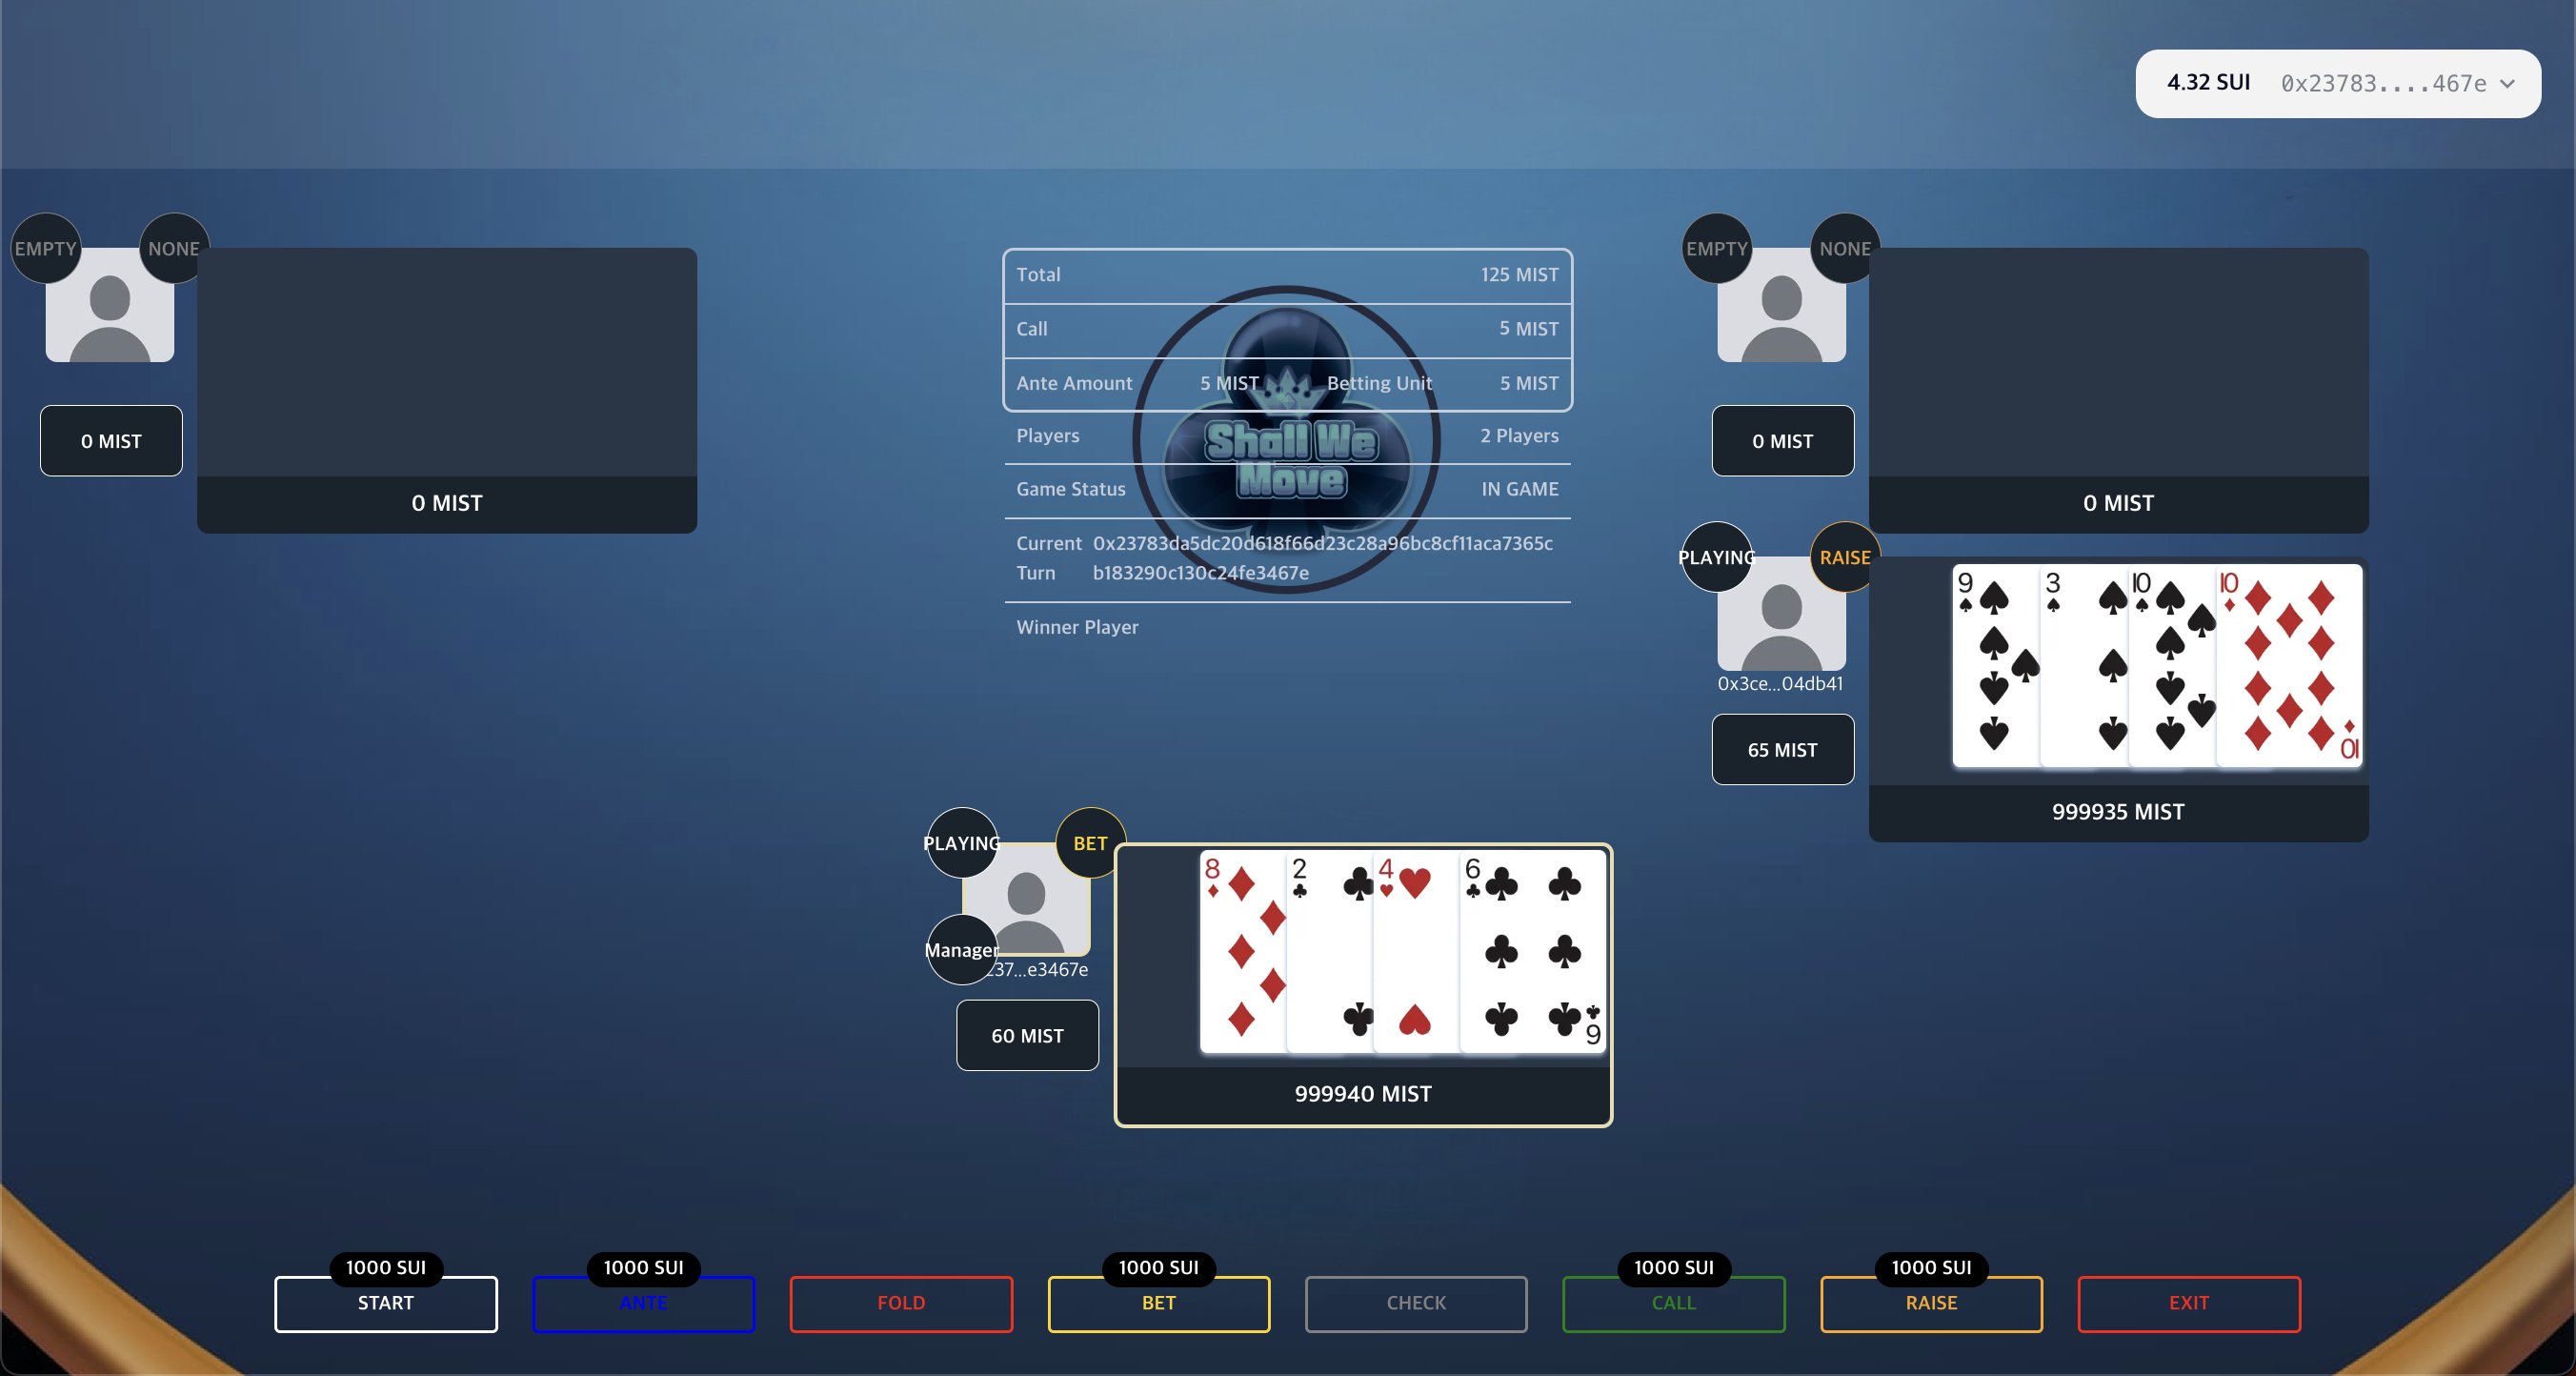 4.32 SUI 0x23783....467e
EMPTY NONE
0 MIST
0 MIST
Total 125 MIST
Call 5 MIST
Ante Amount 5 MIST Betting Unit 5 MIST
Players 2 Players
Game Status IN GAME
Current 0x23783da5dc20d618f66d23c28a96bc8cf11aca7365c
Turn b183290c130c24fe3467e
Winner Player
Shall We
Move
EMPTY NONE
0 MIST
0 MIST
PLAYING RAISE
9 3 10 10
10
0x3ce...04db41
65 MIST
999935 MIST
PLAYING BET
8 2 4 6
6
Manager
37...e3467e
60 MIST
999940 MIST
1000 SUI
START
1000 SUI
ANTE
FOLD
1000 SUI
BET
CHECK
1000 SUI
CALL
1000 SUI
RAISE
EXIT